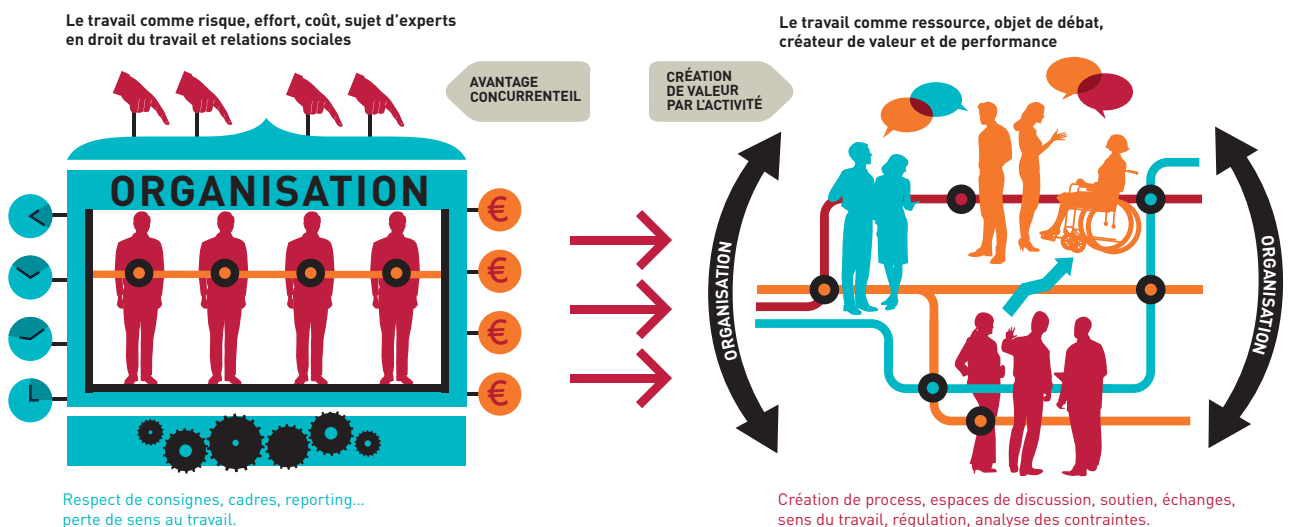 Le travail comme risque, effort, coût, sujet d'experts
en droit du travail et relations sociales
AVANTAGE
CONCURRENTEIL
ORGANISATION
€
€
€
€
Respect de consignes, cadres, reporting...
perte de sens au travail.
Le travail comme ressource, objet de débat,
créateur de valeur et de performance
CRÉATION
DE VALEUR
PAR L'ACTIVITÉ
ORGANISATION
ORGANISATION
Création de process, espaces de discussion, soutien, échanges,
sens du travail, régulation, analyse des contraintes.